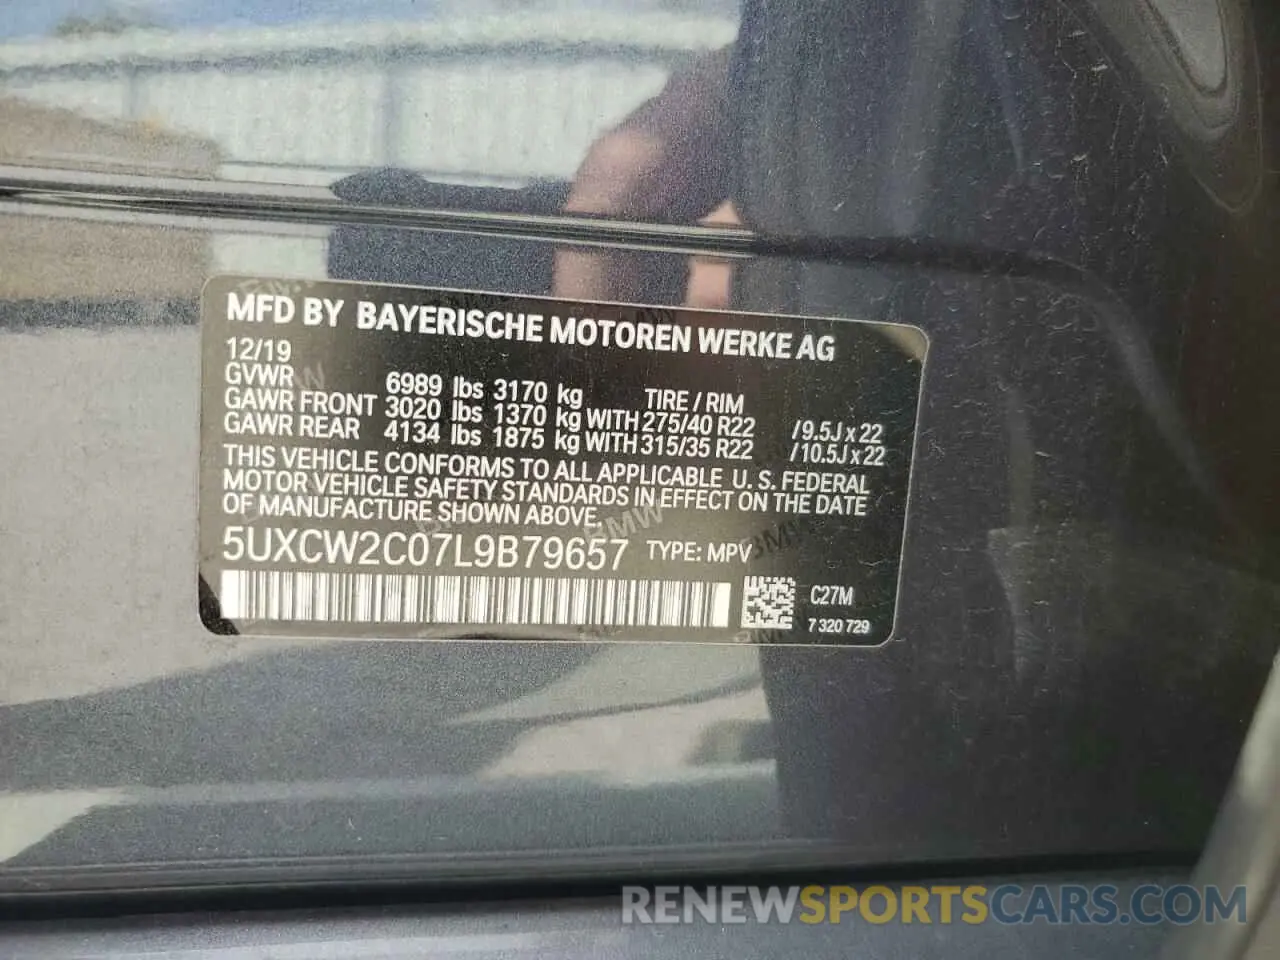 MFD BY BAYERISCHE MOTOREN WERKE AG
12/19
GVWR 6989 lbs 3170 kg TIRE / RIM
GAWR FRONT 3020 lbs 1370 kg WITH 275/40 R22 /9.5J x 22
GAWR REAR 4134 lbs 1875 kg WITH 315/35 R22 /10.5J x 22
THIS VEHICLE CONFORMS TO ALL APPLICABLE U. S. FEDERAL
MOTOR VEHICLE SAFETY STANDARDS IN EFFECT ON THE DATE
OF MANUFACTURE SHOWN ABOVE.
5UXCW2C07L9B79657 TYPE: MPV
C27M
7 320 729
BMW
RENEWSPORTSCARS.COM